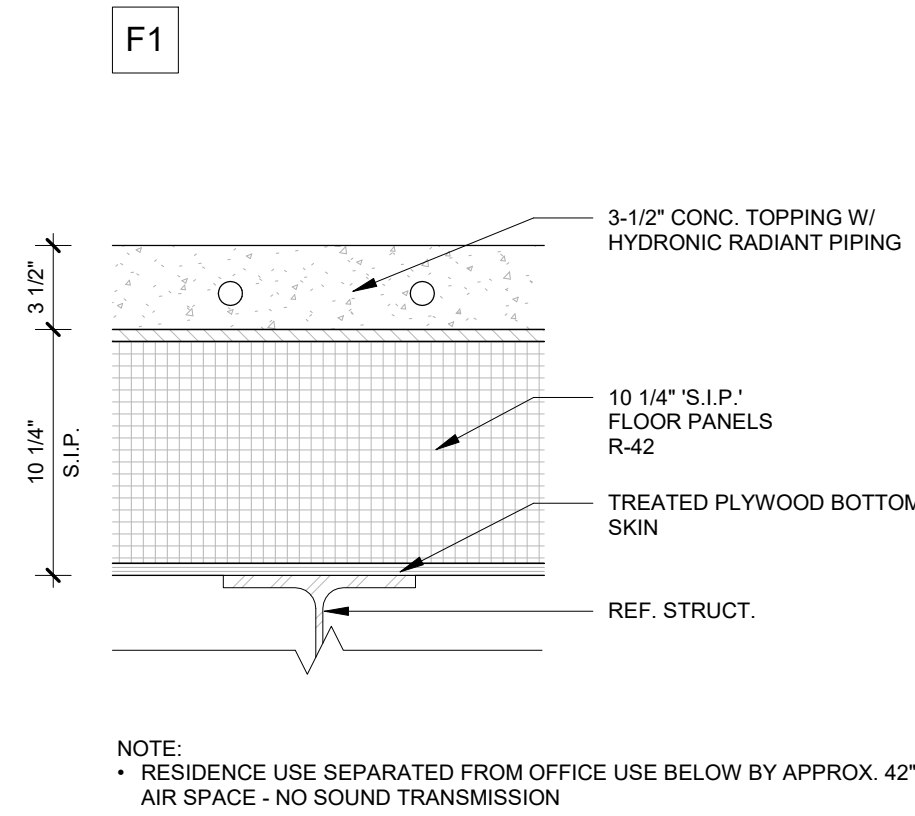 F1
3 1/2"
10 1/4"
S.I.P.
3-1/2" CONC. TOPPING W/
HYDRONIC RADIANT PIPING
10 1/4" 'S.I.P.'
FLOOR PANELS
R-42
TREATED PLYWOOD BOTTOM
SKIN
REF. STRUCT.
NOTE:
• RESIDENCE USE SEPARATED FROM OFFICE USE BELOW BY APPROX. 42"
AIR SPACE - NO SOUND TRANSMISSION